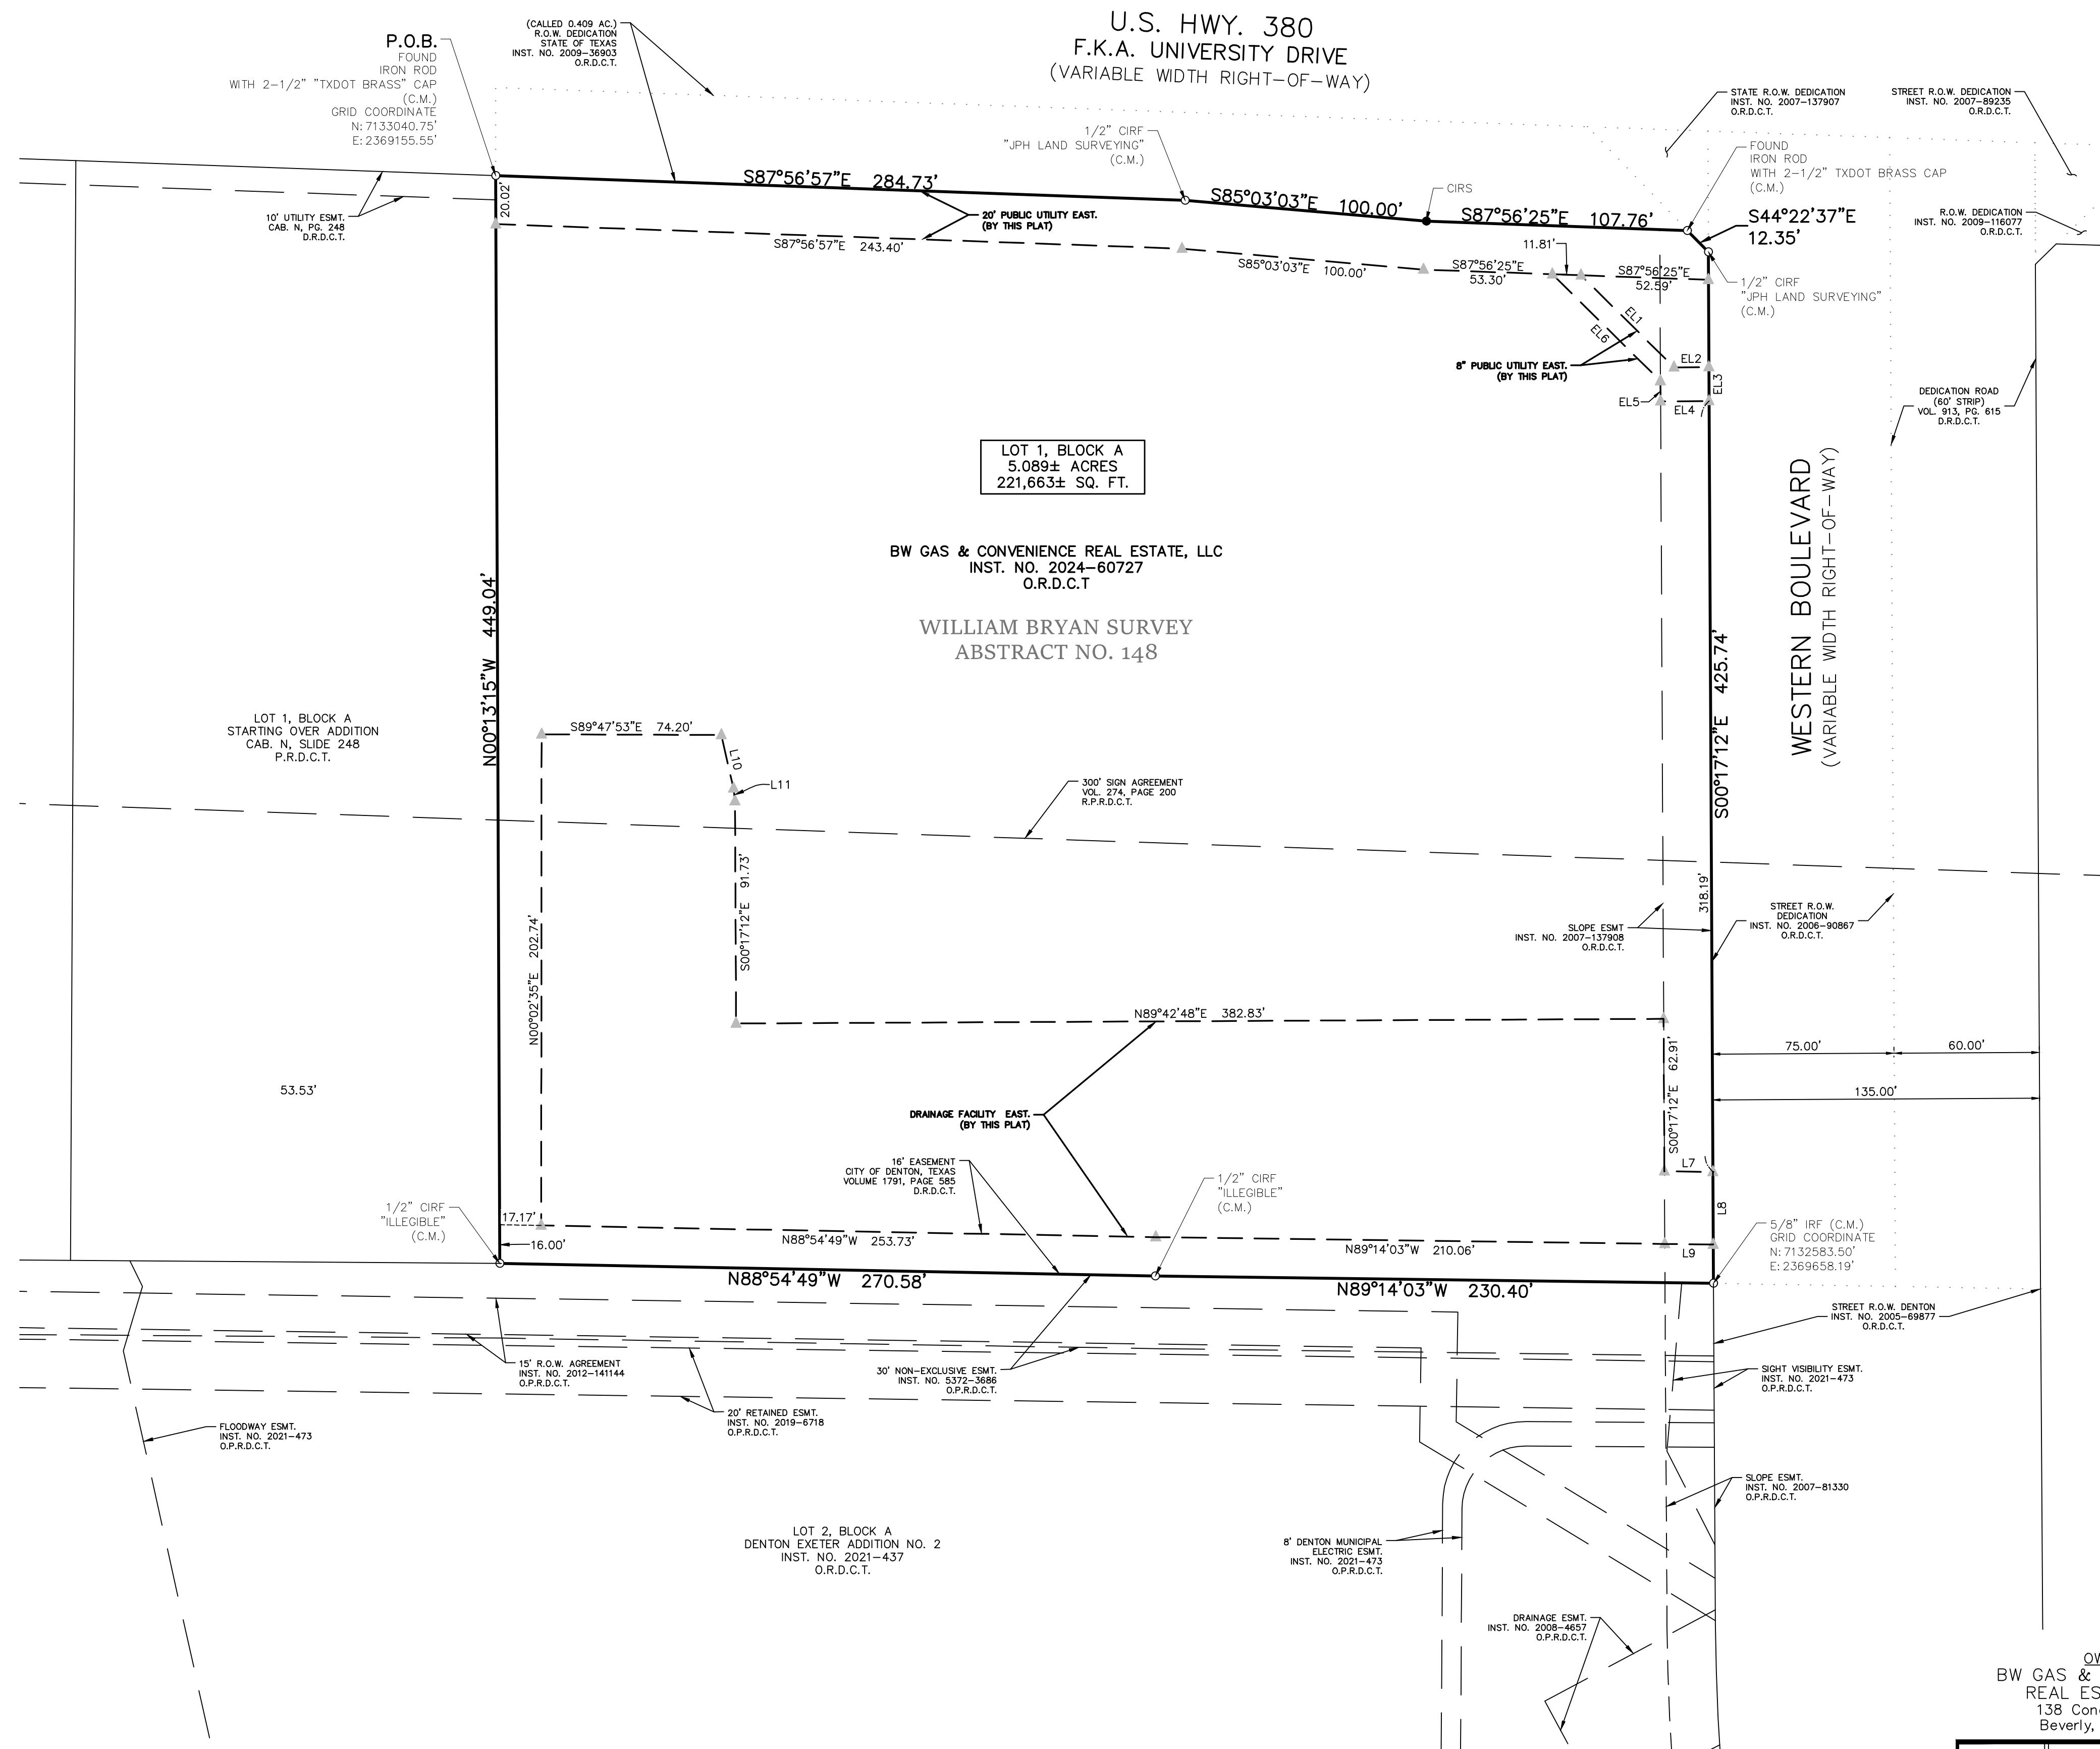 U.S. HWY. 380
F.K.A. UNIVERSITY DRIVE
(VARIABLE WIDTH RIGHT-OF-WAY)
(CALLED 0.409 AC.)
R.O.W. DEDICATION
STATE OF TEXAS
INST. NO. 2009-36903
O.R.D.C.T.
P.O.B.
FOUND
IRON ROD
WITH 2-1/2" "TXDOT BRASS" CAP
(C.M.)
GRID COORDINATE
N: 7133040.75'
E: 2369155.55'
1/2" CIRF
"JPH LAND SURVEYING"
(C.M.)
STATE R.O.W. DEDICATION
INST. NO. 2007-137907
O.R.D.C.T.
STREET R.O.W. DEDICATION
INST. NO. 2007-89235
O.R.D.C.T.
FOUND
IRON ROD
WITH 2-1/2" TXDOT BRASS CAP
(C.M.)
CIRS
S87°56'57"E 284.73'
S85°03'03"E 100.00'
S87°56'25"E 107.76'
S44°22'37"E
12.35'
R.O.W. DEDICATION
INST. NO. 2009-116077
O.R.D.C.T.
20.02'
10' UTILITY ESMT.
CAB. N, PG. 248
D.R.D.C.T.
20' PUBLIC UTILITY EAST.
(BY THIS PLAT)
S87°56'57"E 243.40'
S85°03'03"E 100.00'
S87°56'25"E
53.30'
11.81'
S87°56'25"E
52.59'
1/2" CIRF
"JPH LAND SURVEYING"
(C.M.)
EL1
EL6
EL2
EL3
EL5
EL4
8" PUBLIC UTILITY EAST.
(BY THIS PLAT)
DEDICATION ROAD
(60' STRIP)
VOL. 913, PG. 615
D.R.D.C.T.
LOT 1, BLOCK A
5.089± ACRES
221,663± SQ. FT.
BW GAS & CONVENIENCE REAL ESTATE, LLC
INST. NO. 2024-60727
O.R.D.C.T
WILLIAM BRYAN SURVEY
ABSTRACT NO. 148
WESTERN BOULEVARD
(VARIABLE WIDTH RIGHT-OF-WAY)
N00°13'15"W 449.04'
S00°17'12"E 425.74'
LOT 1, BLOCK A
STARTING OVER ADDITION
CAB. N, SLIDE 248
P.R.D.C.T.
S89°47'53"E 74.20'
L10
L11
300' SIGN AGREEMENT
VOL. 274, PAGE 200
R.P.R.D.C.T.
S00°17'12"E 91.73'
N00°02'35"E 202.74'
318.19'
SLOPE ESMT
INST. NO. 2007-137908
O.R.D.C.T.
STREET R.O.W.
DEDICATION
INST. NO. 2006-90867
O.R.D.C.T.
N89°42'48"E 382.83'
S00°17'12"E 62.91'
75.00'
60.00'
135.00'
53.53'
DRAINAGE FACILITY EAST.
(BY THIS PLAT)
16' EASEMENT
CITY OF DENTON, TEXAS
VOLUME 1791, PAGE 585
D.R.D.C.T.
1/2" CIRF
"ILLEGIBLE"
(C.M.)
L7
L8
L9
1/2" CIRF
"ILLEGIBLE"
(C.M.)
17.17'
16.00'
N88°54'49"W 253.73'
N89°14'03"W 210.06'
5/8" IRF (C.M.)
GRID COORDINATE
N: 7132583.50'
E: 2369658.19'
N88°54'49"W 270.58'
N89°14'03"W 230.40'
STREET R.O.W. DENTON
INST. NO. 2005-69877
O.R.D.C.T.
15' R.O.W. AGREEMENT
INST. NO. 2012-141144
O.P.R.D.C.T.
30' NON-EXCLUSIVE ESMT.
INST. NO. 5372-3686
O.P.R.D.C.T.
SIGHT VISIBILITY ESMT.
INST. NO. 2021-473
O.P.R.D.C.T.
20' RETAINED ESMT.
INST. NO. 2019-6718
O.P.R.D.C.T.
FLOODWAY ESMT.
INST. NO. 2021-473
O.P.R.D.C.T.
SLOPE ESMT.
INST. NO. 2007-81330
O.P.R.D.C.T.
LOT 2, BLOCK A
DENTON EXETER ADDITION NO. 2
INST. NO. 2021-437
O.R.D.C.T.
8' DENTON MUNICIPAL
ELECTRIC ESMT.
INST. NO. 2021-473
O.P.R.D.C.T.
DRAINAGE ESMT.
INST. NO. 2008-4657
O.P.R.D.C.T.
OW
BW GAS &
REAL ES
138 Con
Beverly,